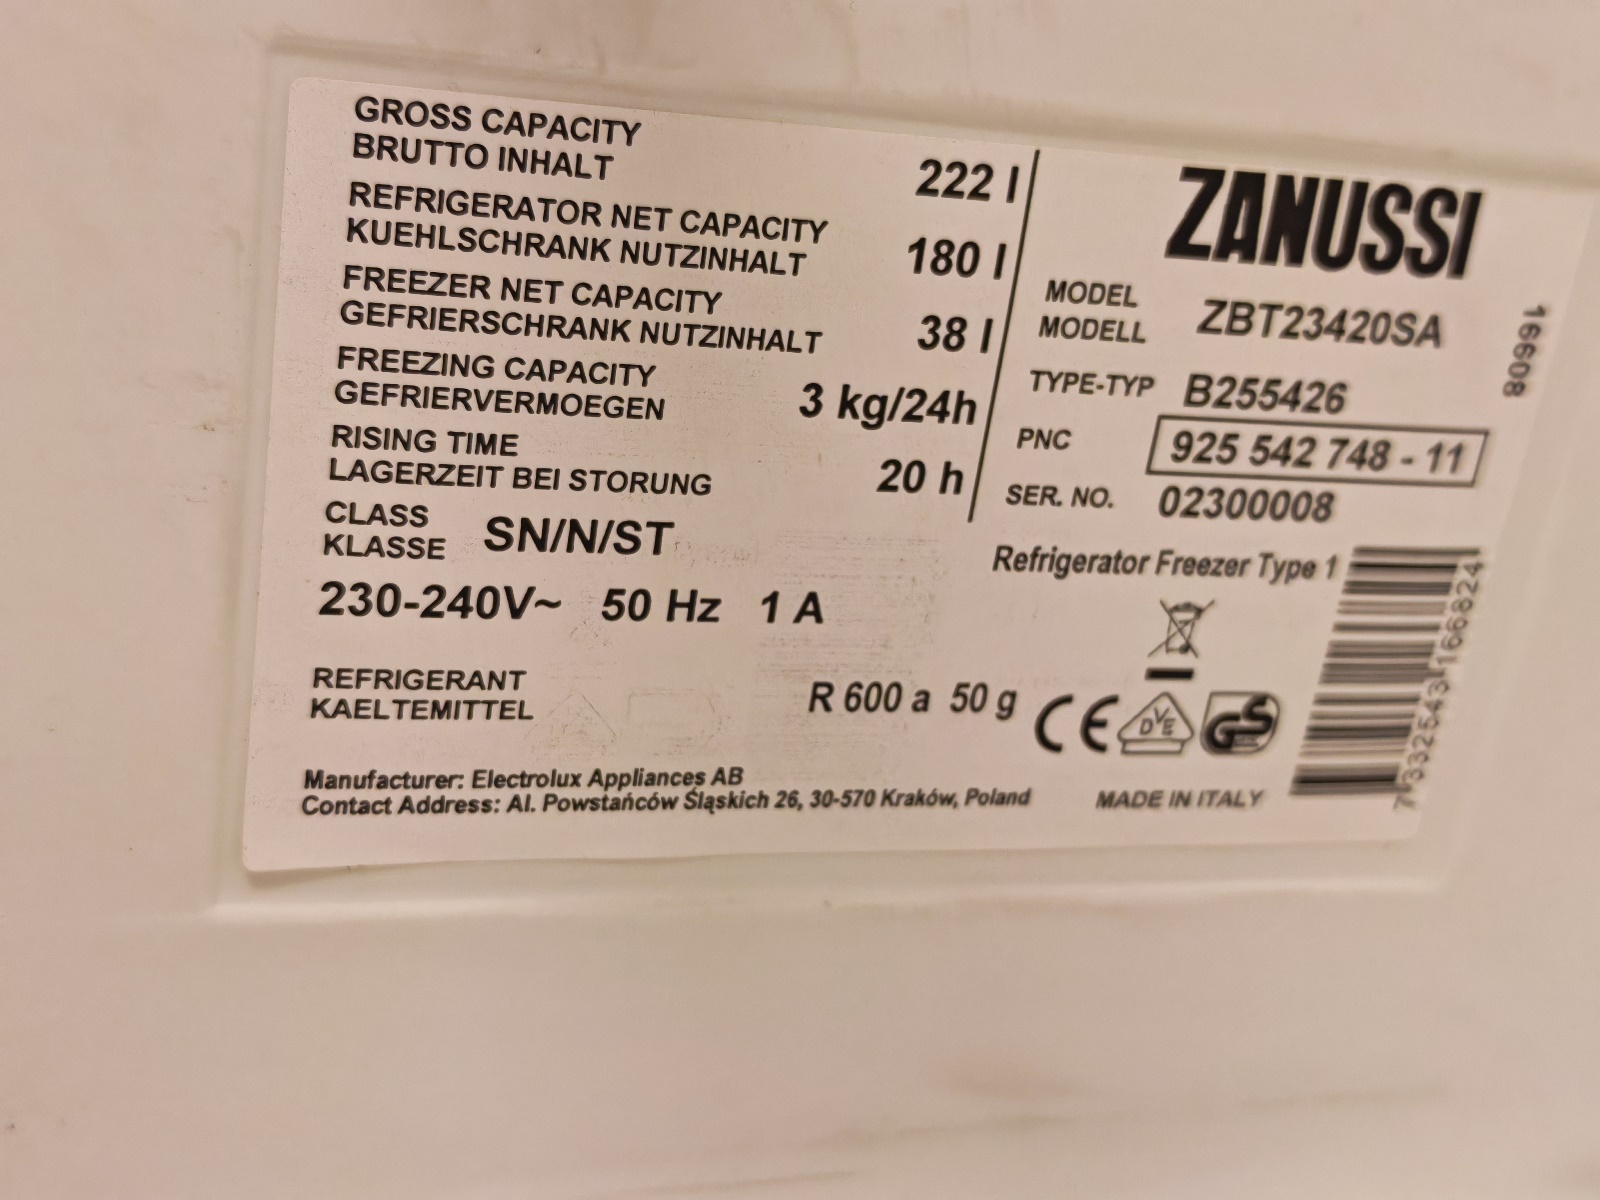 GROSS CAPACITY
BRUTTO INHALT
222 l
REFRIGERATOR NET CAPACITY
KUEHLSCHRANK NUTZINHALT
180 l
FREEZER NET CAPACITY
GEFRIERSCHRANK NUTZINHALT
38 l
FREEZING CAPACITY
GEFRIERVERMOEGEN
3 kg/24h
RISING TIME
LAGERZEIT BEI STORUNG
20 h
CLASS
KLASSE
SN/N/ST
230-240V~ 50 Hz 1 A
REFRIGERANT
KAELTEMITTEL
R 600 a 50 g
Manufacturer: Electrolux Appliances AB
Contact Address: Al. Powstańców Śląskich 26, 30-570 Kraków, Poland
ZANUSSI
MODEL
MODELL
ZBT23420SA
TYPE-TYP B255426
PNC 925 542 748 - 11
SER. NO. 02300008
16608
Refrigerator Freezer Type 1
CE
DVE
GS
MADE IN ITALY
7 332543 166824